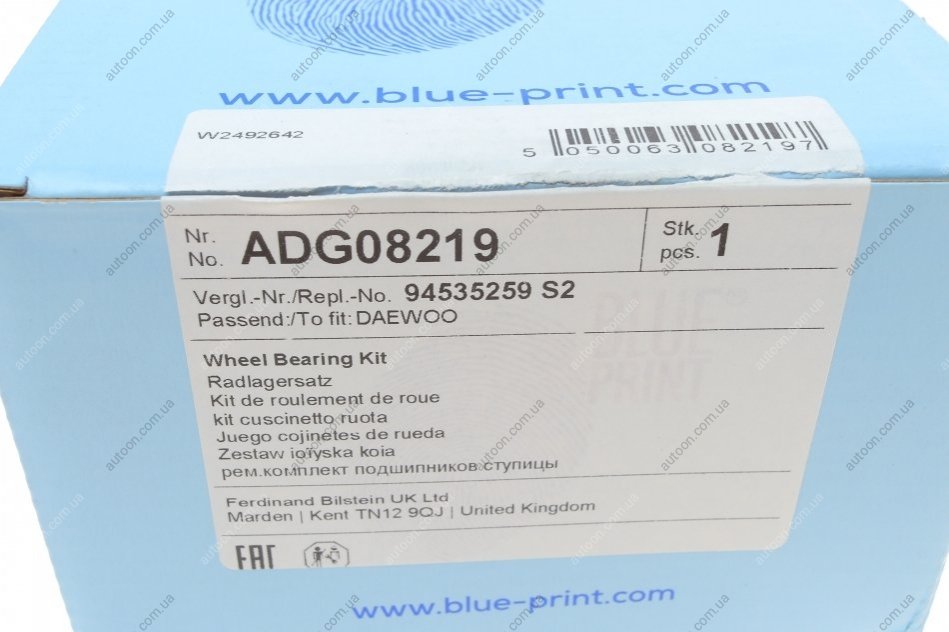 www.blue-print.com
W2492642
5 050063 082197
Nr. No. ADG08219
Stk. pcs. 1
Vergl.-Nr./Repl.-No. 94535259 S2
Passend:/To fit: DAEWOO
BLUE PRINT
Wheel Bearing Kit
Radlagersatz
Kit de roulement de roue
kit cuscinetto ruota
Juego cojinetes de rueda
Zestaw łożyska koła
рем.комплект подшипников ступицы
Ferdinand Bilstein UK Ltd
Marden | Kent TN12 9QJ | United Kingdom
EAC
www.blue-print.com
autoon.com.ua